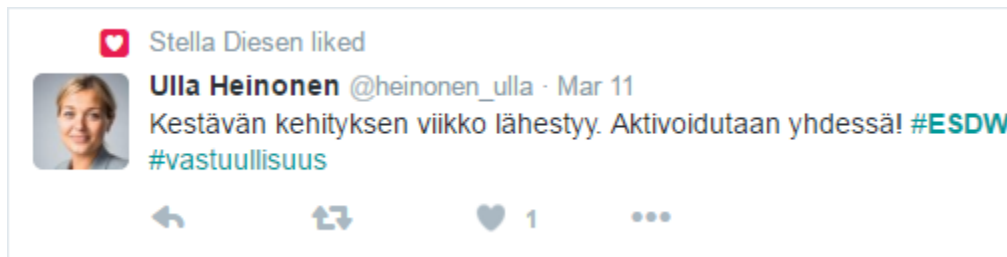 Stella Diesen liked
Ulla Heinonen @heinonen_ulla · Mar 11
Kestävän kehityksen viikko lähestyy. Aktivoidutaan yhdessä! #ESDW
#vastuullisuus
1